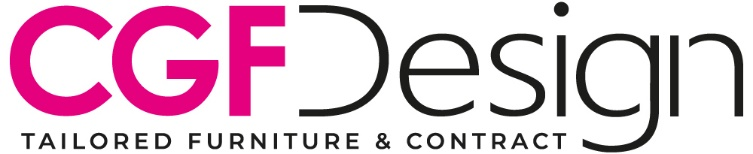 CGFDesign
TAILORED FURNITURE & CONTRACT